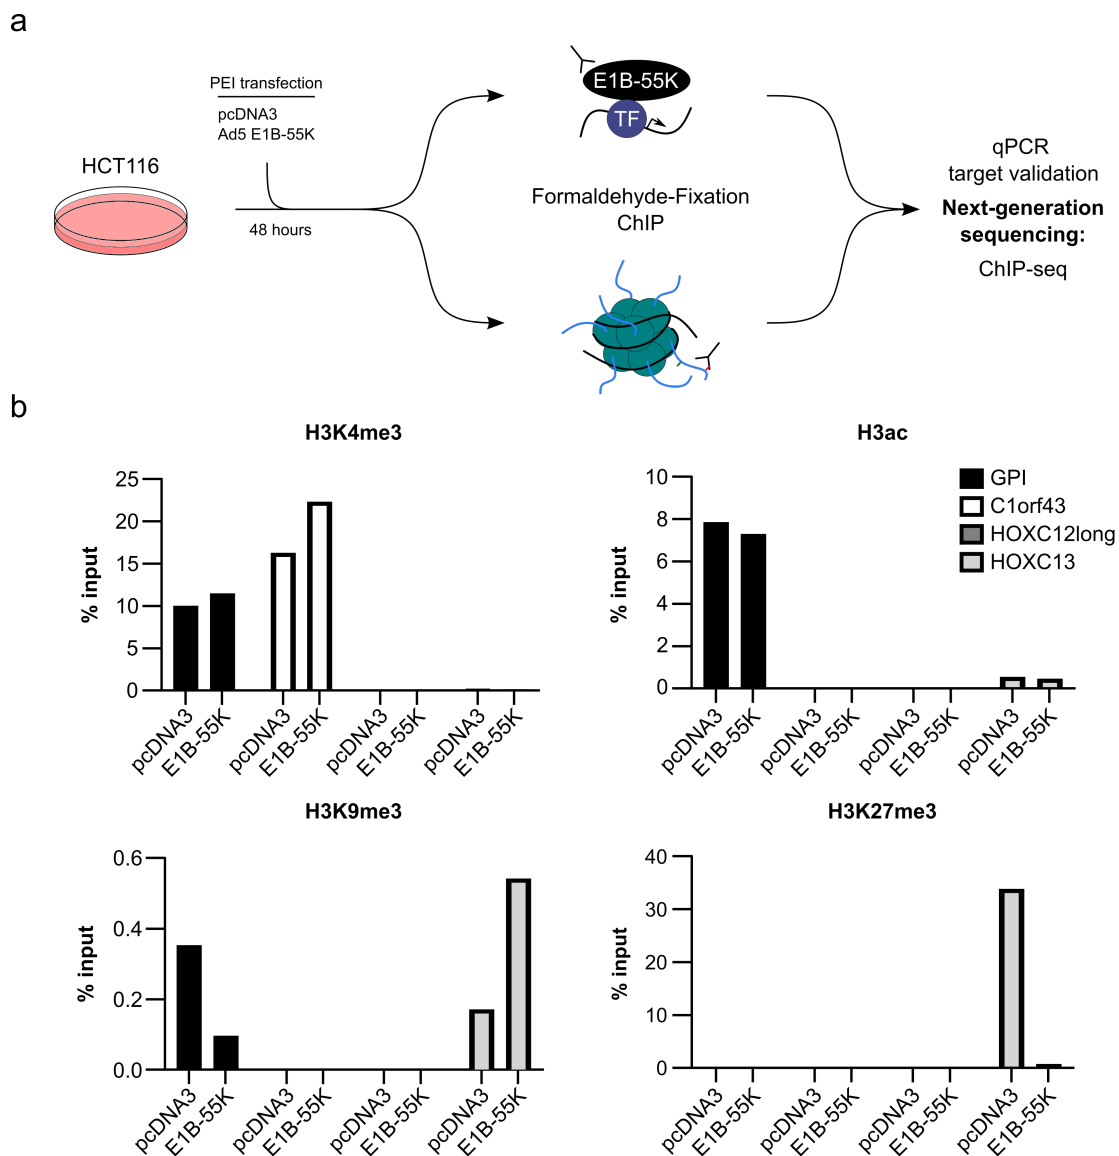 a
PEI transfection
pcDNA3
Ad5 E1B-55K
HCT116
48 hours
E1B-55K
TF
Formaldehyde-Fixation
ChIP
qPCR
target validation
Next-generation
sequencing:
ChIP-seq
b
H3K4me3
% input
25
20
15
10
5
0
pcDNA3
E1B-55K
pcDNA3
E1B-55K
pcDNA3
E1B-55K
pcDNA3
E1B-55K
H3ac
% input
10
8
6
4
2
0
GPI
C1orf43
HOXC12long
HOXC13
pcDNA3
E1B-55K
pcDNA3
E1B-55K
pcDNA3
E1B-55K
pcDNA3
E1B-55K
H3K9me3
% input
0.6
0.4
0.2
0.0
pcDNA3
E1B-55K
pcDNA3
E1B-55K
pcDNA3
E1B-55K
pcDNA3
E1B-55K
H3K27me3
% input
40
30
20
10
0
pcDNA3
E1B-55K
pcDNA3
E1B-55K
pcDNA3
E1B-55K
pcDNA3
E1B-55K